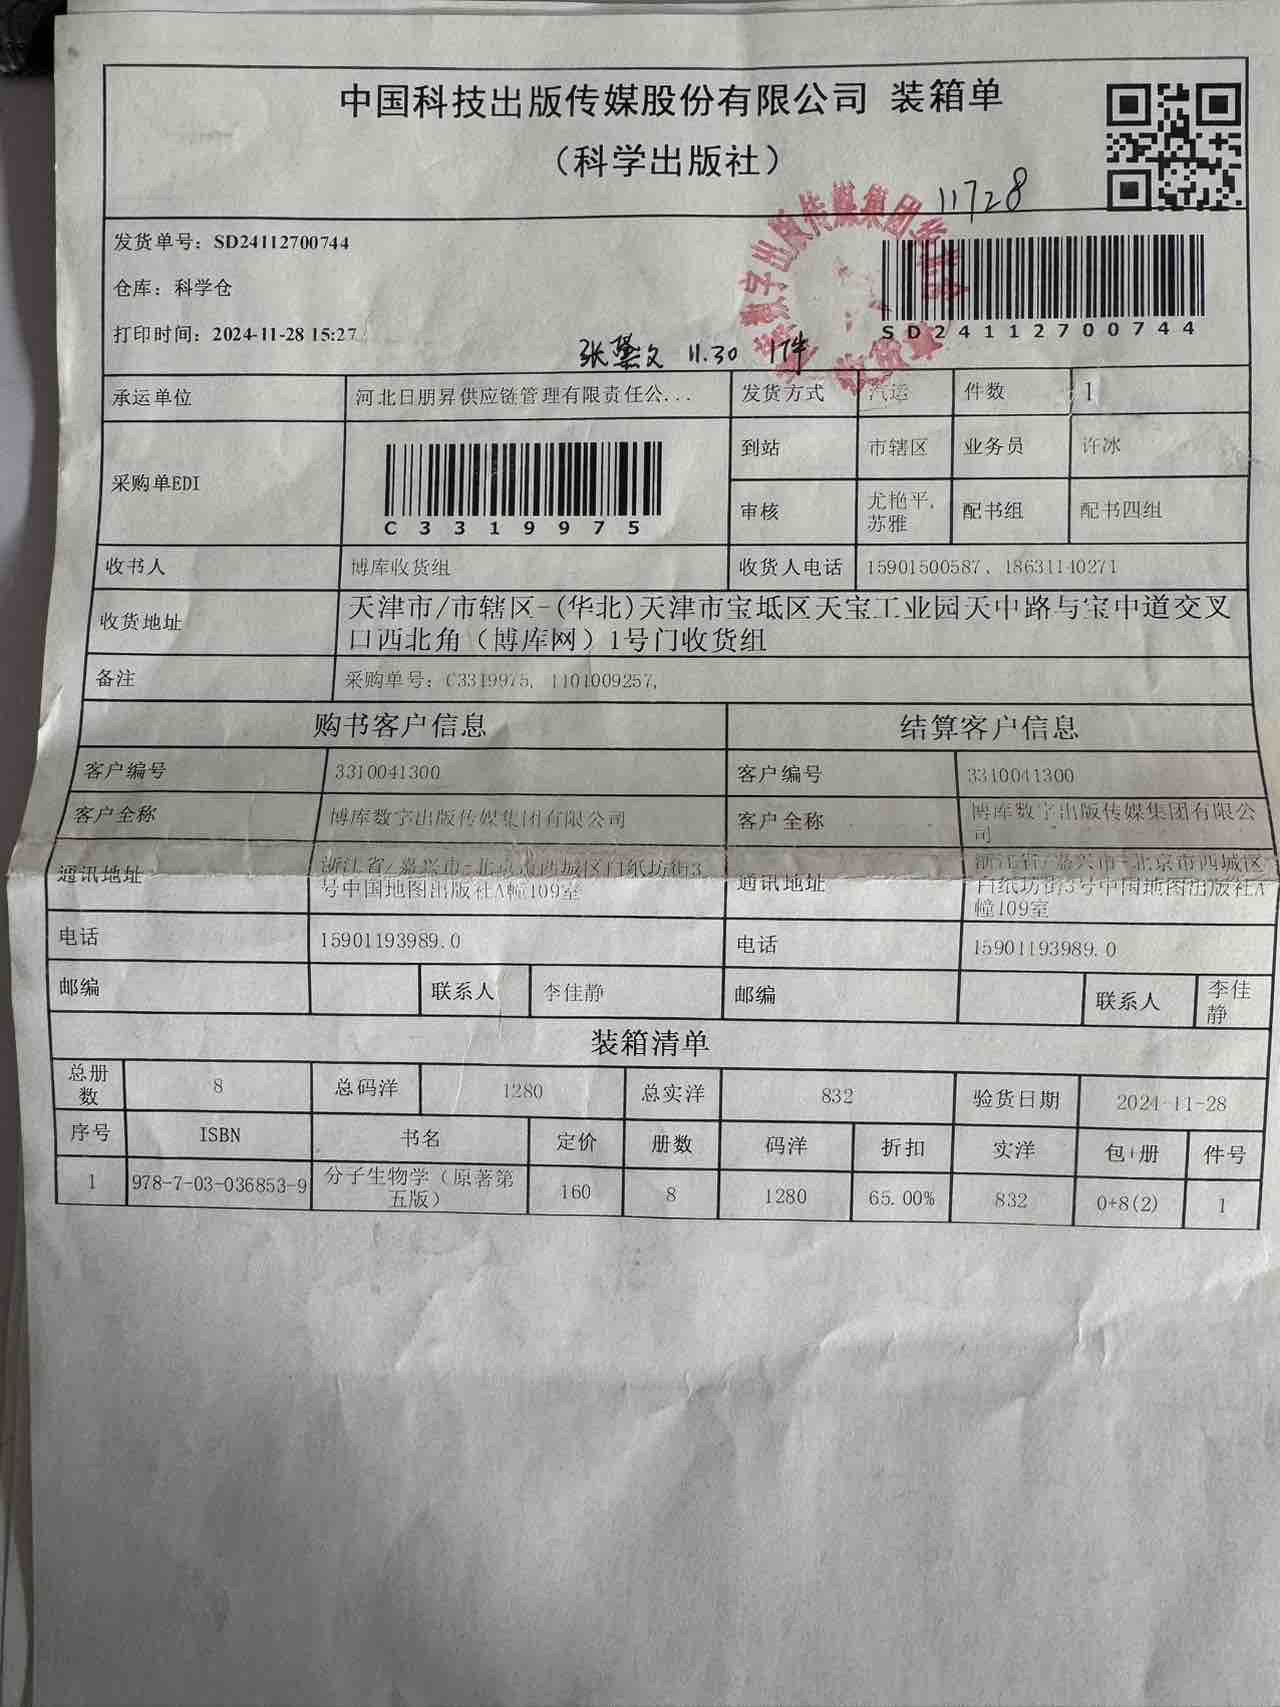 中国科技出版传媒股份有限公司 装箱单
（科学出版社）
11728
发货单号：SD24112700744
仓库：科学仓
SD24112700744
打印时间：2024-11-28 15:27
11.30 1件
承运单位 河北日朋昇供应链管理有限责任公... 发货方式 汽运 件数 1
采购单EDI C3319975 到站 市辖区 业务员 许冰
审核 尤艳平, 苏雅 配书组 配书四组
收书人 博库收货组 收货人电话 15901500587、18631140271
收货地址 天津市/市辖区-(华北)天津市宝坻区天宝工业园天中路与宝中道交叉
口西北角（博库网）1号门收货组
备注 采购单号：C3319975, 1101009257,
购书客户信息 结算客户信息
客户编号 3310041300 客户编号 3310041300
客户全称 博库数字出版传媒集团有限公司 客户全称 博库数字出版传媒集团有限公司
通讯地址 浙江省/嘉兴市-北京市西城区白纸坊街3号中国地图出版社A幢109室 通讯地址 浙江省/嘉兴市-北京市西城区白纸坊街3号中国地图出版社A幢109室
电话 15901193989.0 电话 15901193989.0
邮编 联系人 李佳静 邮编 联系人 李佳静
装箱清单
总册数 8 总码洋 1280 总实洋 832 验货日期 2024-11-28
序号 ISBN 书名 定价 册数 码洋 折扣 实洋 包+册 件号
1 978-7-03-036853-9 分子生物学（原著第五版） 160 8 1280 65.00% 832 0+8(2) 1